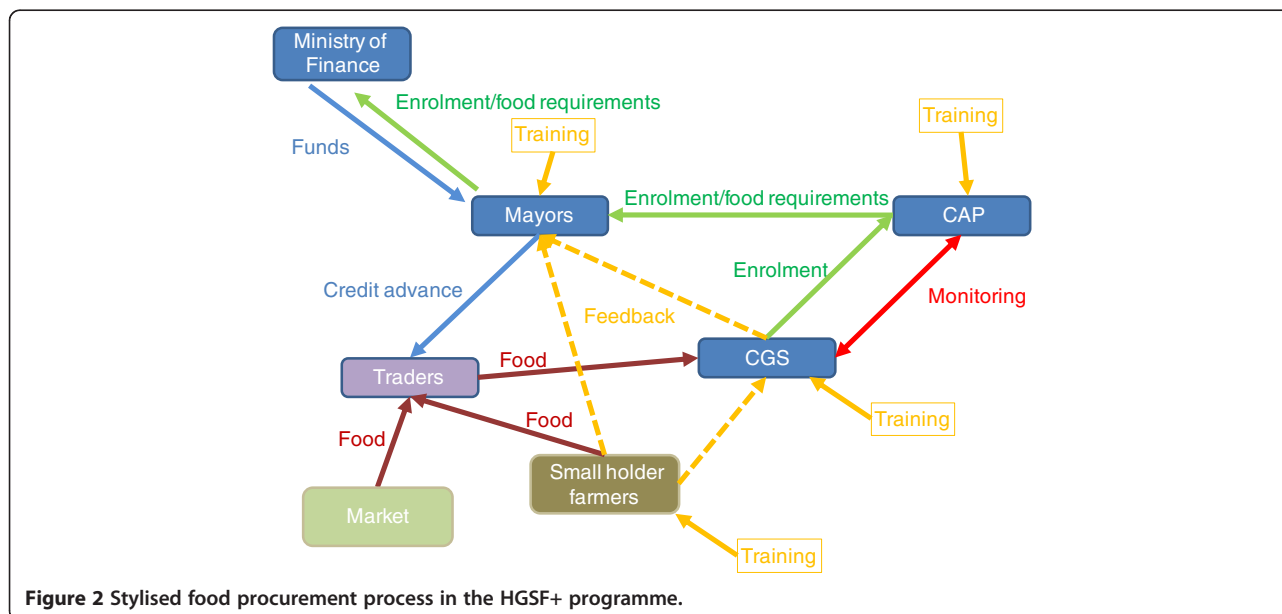 Ministry of
Finance
Enrolment/food requirements
Training
Training
Funds
Enrolment/food requirements
Mayors
CAP
Enrolment
Credit advance
Monitoring
Feedback
CGS
Food
Traders
Food
Training
Food
Small holder
farmers
Market
Training
Figure 2 Stylised food procurement process in the HGSF+ programme.